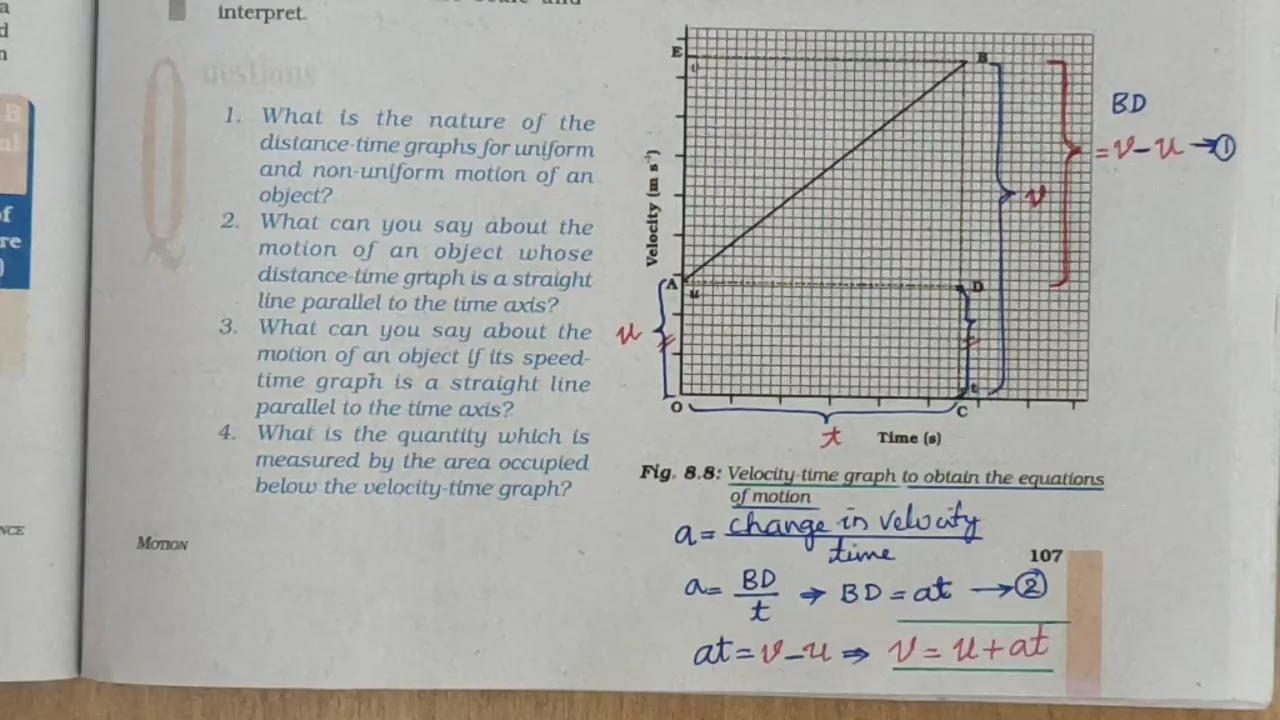 interpret.
uestions
1. What is the nature of the
distance-time graphs for uniform
and non-uniform motion of an
object?
2. What can you say about the
motion of an object whose
distance-time graph is a straight
line parallel to the time axis?
3. What can you say about the
motion of an object if its speed-
time graph is a straight line
parallel to the time axis?
4. What is the quantity which is
measured by the area occupied
below the velocity-time graph?
MOTION
E
B
Velocity (m s⁻¹)
A
u
D
t
O
C
Time (s)
u
t
v
BD
= v - u → ①
Fig. 8.8: Velocity-time graph to obtain the equations
of motion
a = change in velocity
time
107
a = BD/t ⇒ BD = at → ②
at = v - u ⇒ v = u + at